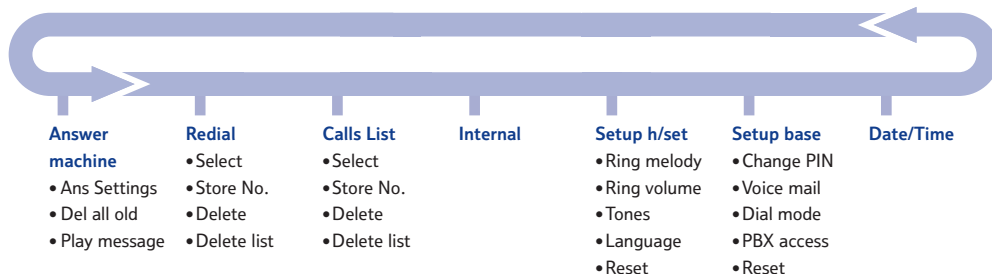 Answer
machine
• Ans Settings
• Del all old
• Play message
Redial
• Select
• Store No.
• Delete
• Delete list
Calls List
• Select
• Store No.
• Delete
• Delete list
Internal
Setup h/set
• Ring melody
• Ring volume
• Tones
• Language
• Reset
Setup base
• Change PIN
• Voice mail
• Dial mode
• PBX access
• Reset
Date/Time